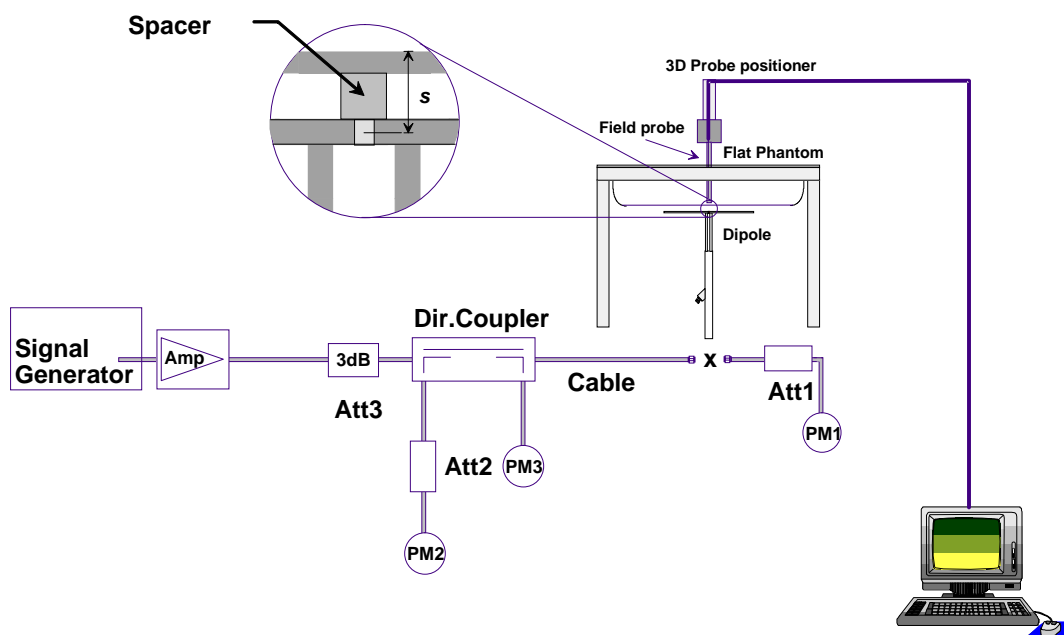 Spacer
s
3D Probe positioner
Field probe
Flat Phantom
Dipole
Signal
Generator
Amp
3dB
Att3
Dir.Coupler
Cable
x
Att1
PM1
Att2
PM3
PM2